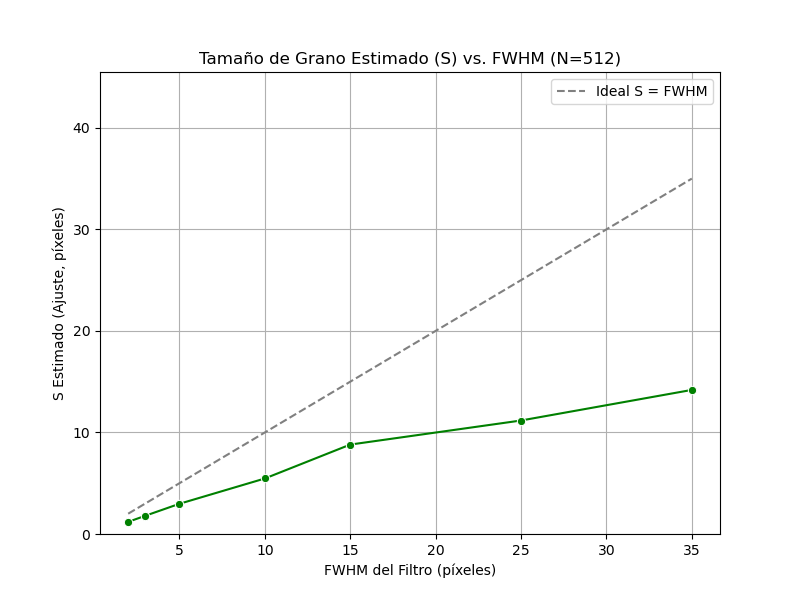 Tamaño de Grano Estimado (S) vs. FWHM (N=512)
Ideal S = FWHM
S Estimado (Ajuste, píxeles)
40
30
20
10
0
5 10 15 20 25 30 35
FWHM del Filtro (píxeles)